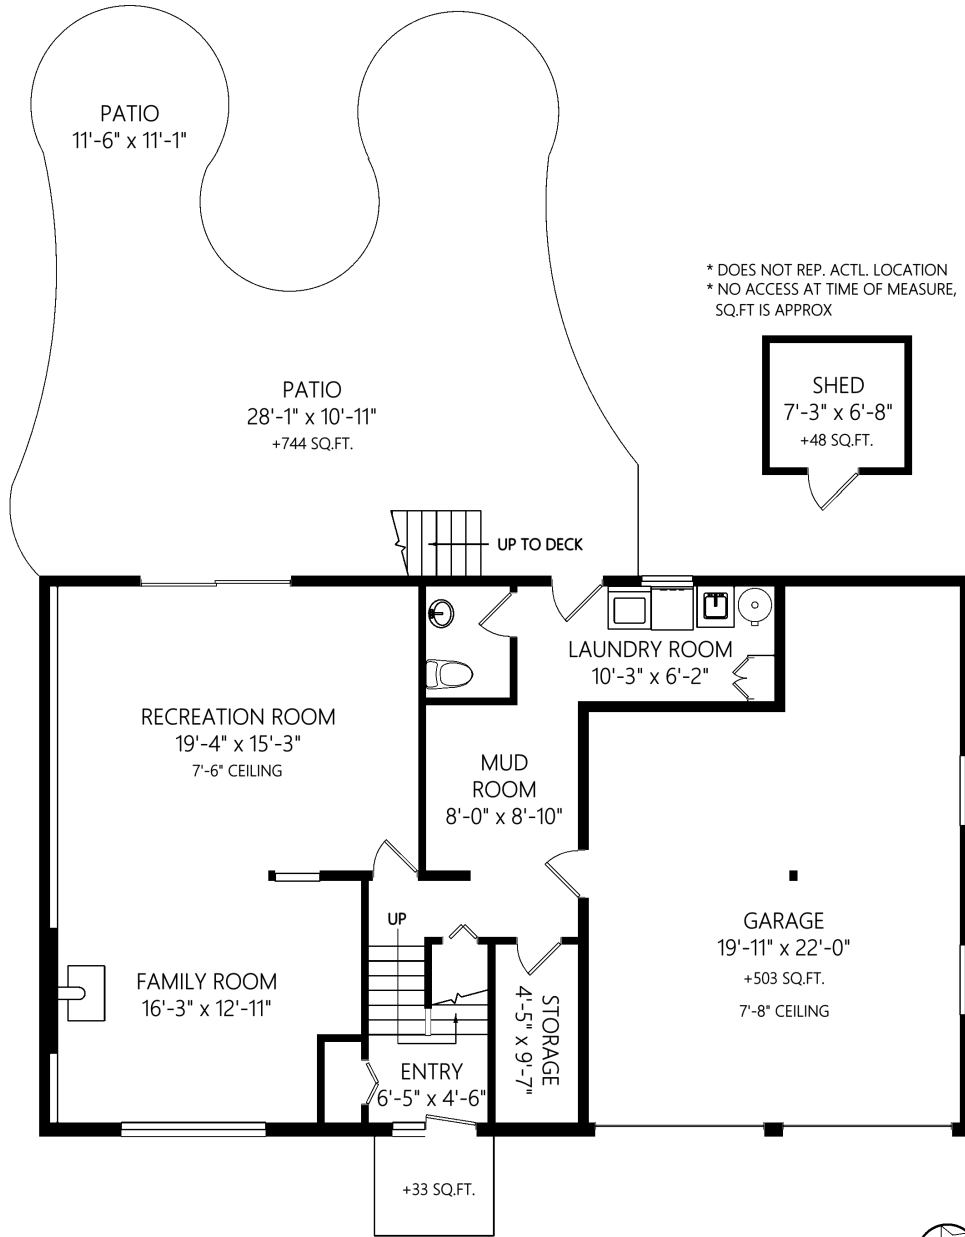 PATIO
11'-6" x 11'-1"
* DOES NOT REP. ACTL. LOCATION
* NO ACCESS AT TIME OF MEASURE,
SQ.FT IS APPROX
SHED
7'-3" x 6'-8"
+48 SQ.FT.
PATIO
28'-1" x 10'-11"
+744 SQ.FT.
UP TO DECK
LAUNDRY ROOM
10'-3" x 6'-2"
RECREATION ROOM
19'-4" x 15'-3"
7'-6" CEILING
MUD
ROOM
8'-0" x 8'-10"
UP
GARAGE
19'-11" x 22'-0"
+503 SQ.FT.
7'-8" CEILING
FAMILY ROOM
16'-3" x 12'-11"
STORAGE
4'-5" x 9'-7"
ENTRY
6'-5" x 4'-6"
+33 SQ.FT.